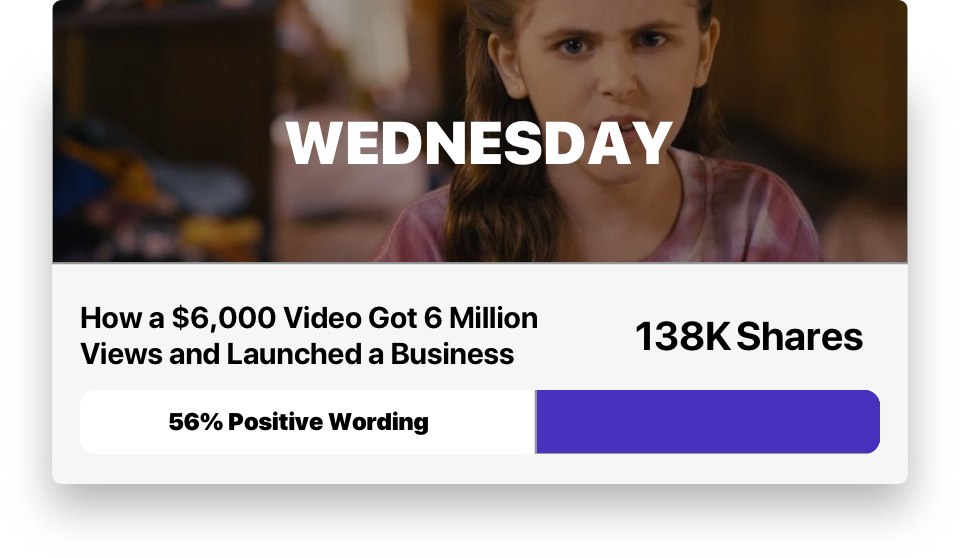 WEDNESDAY
How a $6,000 Video Got 6 Million
Views and Launched a Business
138K Shares
56% Positive Wording